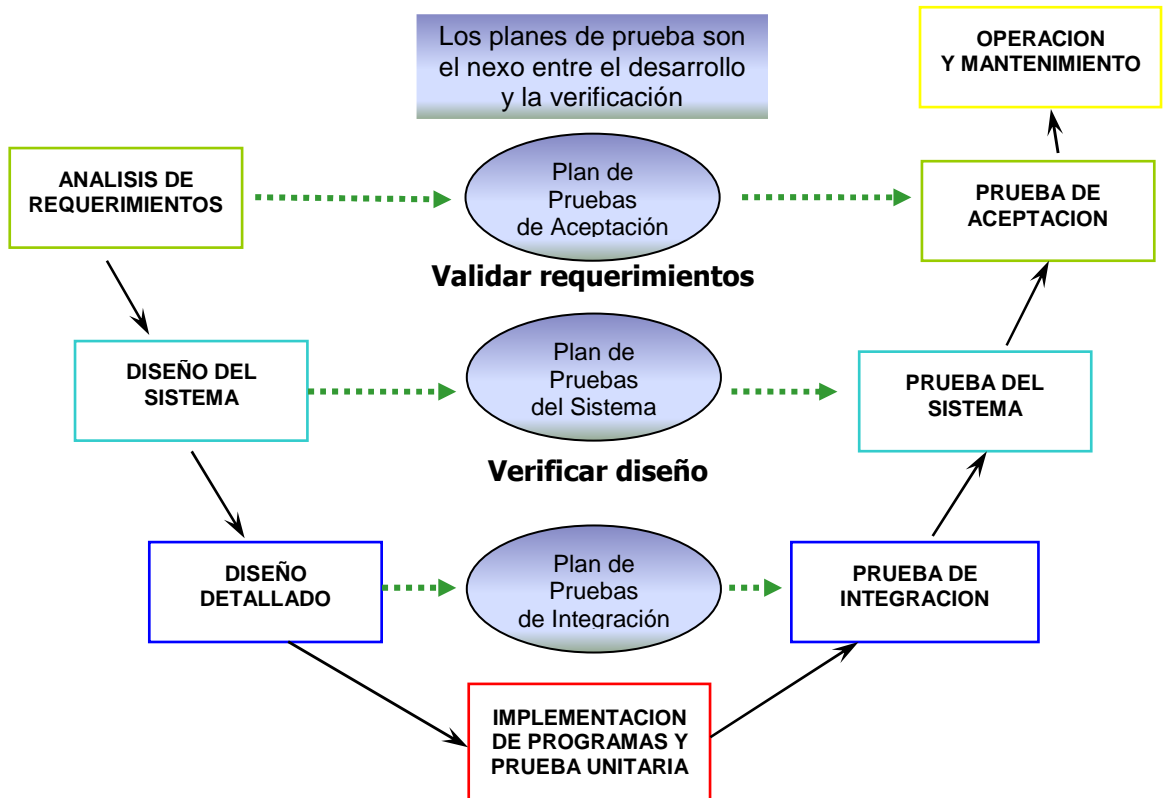 Los planes de prueba son
el nexo entre el desarrollo
y la verificación
OPERACION
Y MANTENIMIENTO
ANALISIS DE
REQUERIMIENTOS
Plan de
Pruebas
de Aceptación
PRUEBA DE
ACEPTACION
Validar requerimientos
DISEÑO DEL
SISTEMA
Plan de
Pruebas
del Sistema
PRUEBA DEL
SISTEMA
Verificar diseño
DISEÑO
DETALLADO
Plan de
Pruebas
de Integración
PRUEBA DE
INTEGRACION
IMPLEMENTACION
DE PROGRAMAS Y
PRUEBA UNITARIA